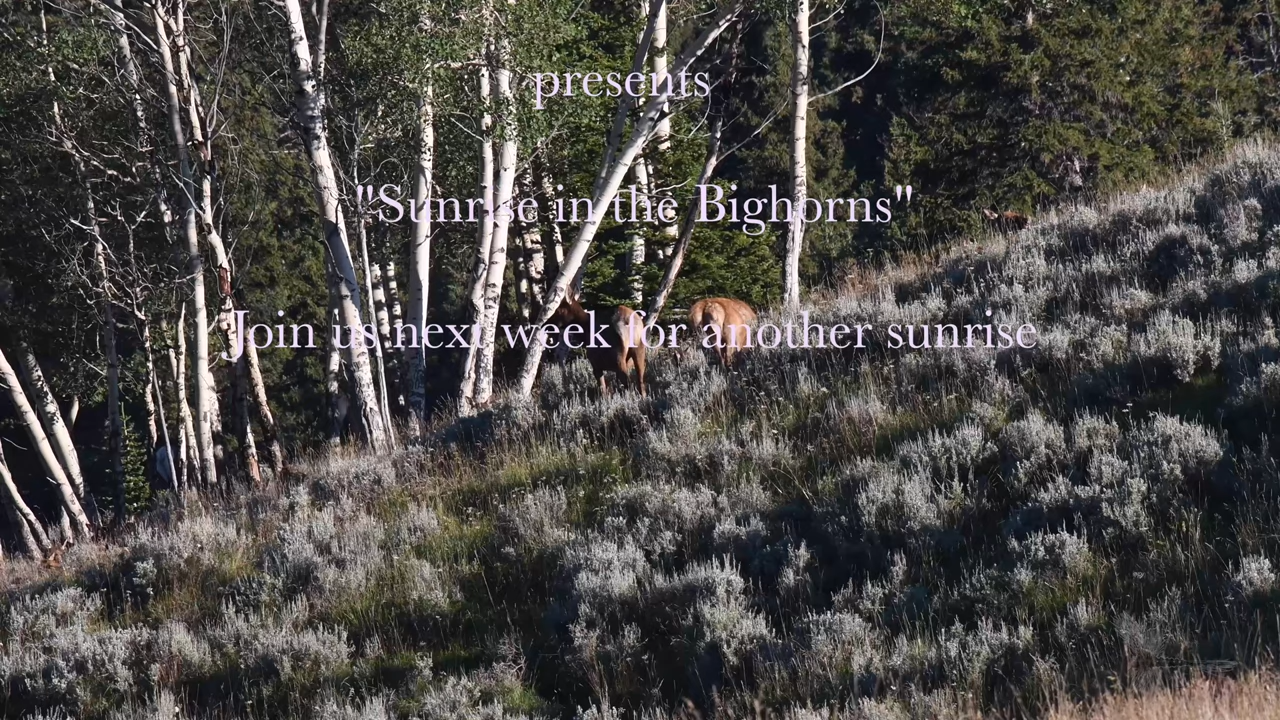 presents
"Sunrise in the Bighorns"
Join us next week for another sunrise